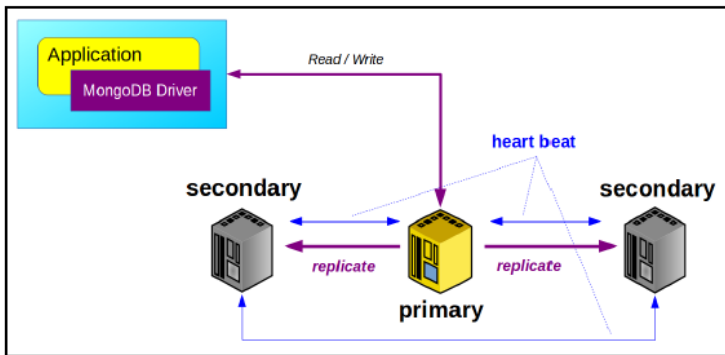 Application
MongoDB Driver
Read / Write
heart beat
secondary
secondary
replicate
replicate
primary